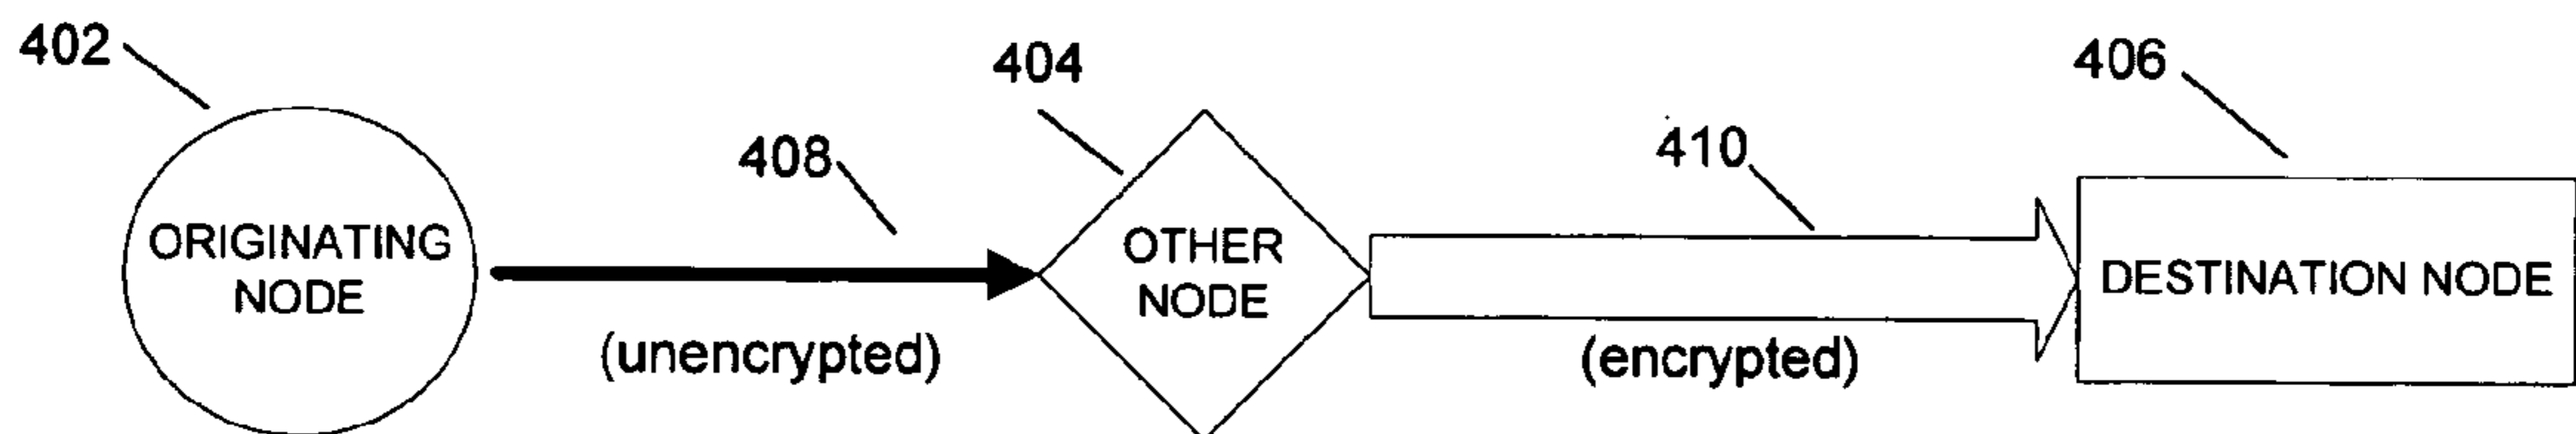 402
404
406
408
410
ORIGINATING
NODE
OTHER
NODE
DESTINATION NODE
(unencrypted)
(encrypted)